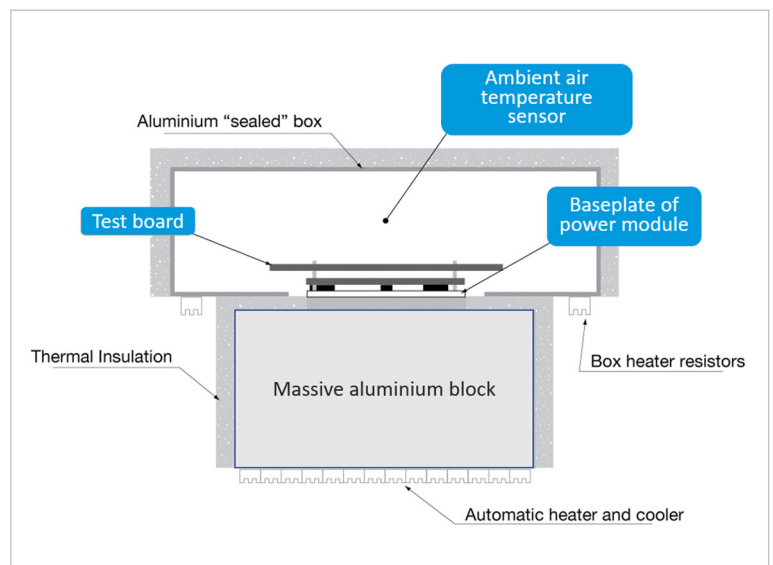 Ambient air
temperature
sensor
Aluminium “sealed” box
Test board
Baseplate of
power module
Thermal Insulation
Box heater resistors
Massive aluminium block
Automatic heater and cooler